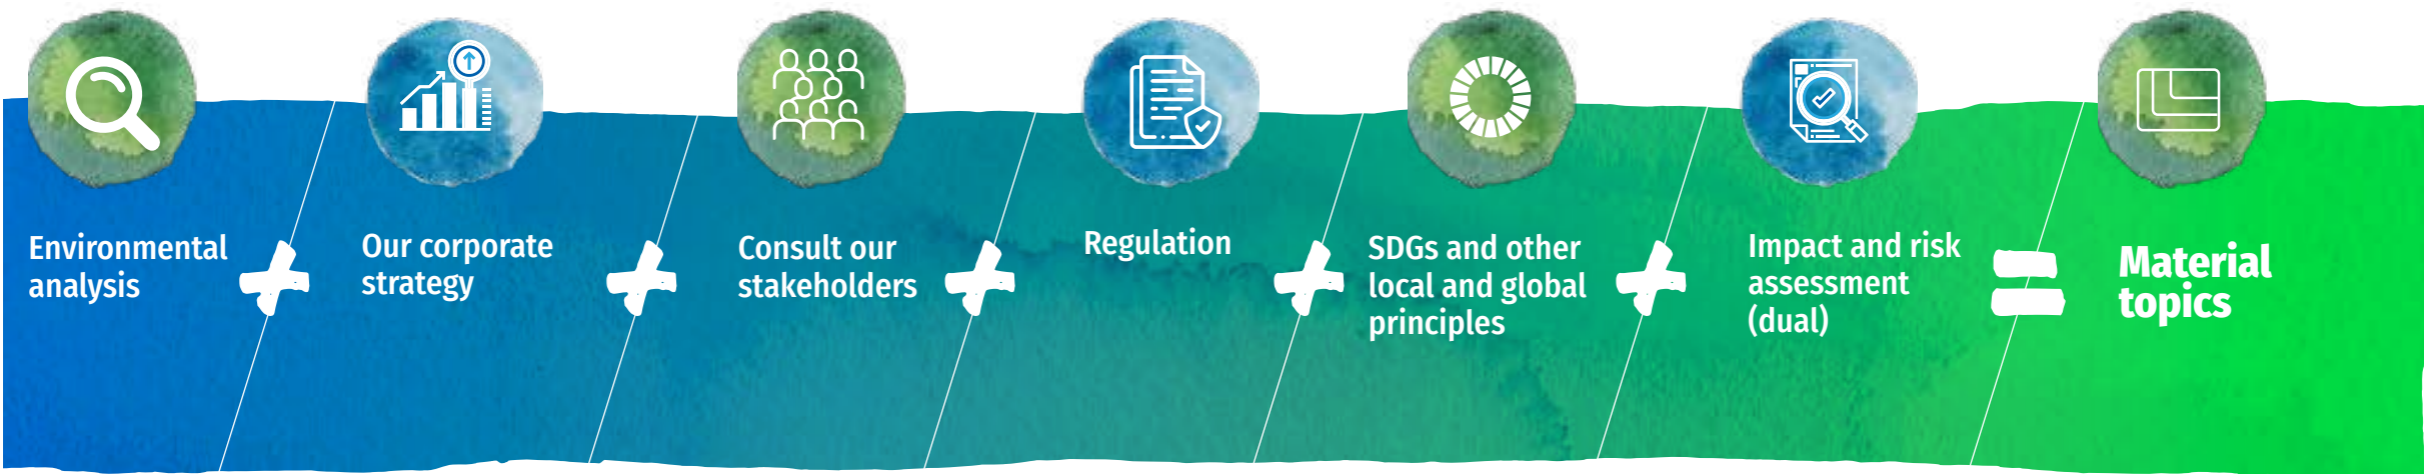 Environmental
analysis
Our corporate
strategy
Consult our
stakeholders
Regulation
SDGs and other
local and global
principles
Impact and risk
assessment
(dual)
Material
topics